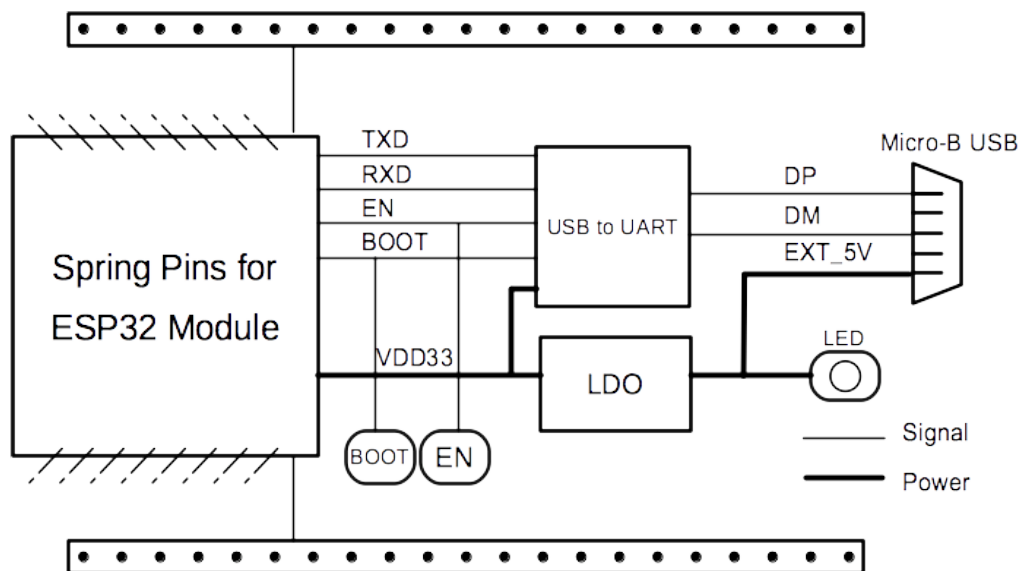 TXD
Micro-B USB
RXD
DP
EN
DM
USB to UART
BOOT
EXT_5V
Spring Pins for
ESP32 Module
VDD33
LED
LDO
BOOT
EN
Signal
Power